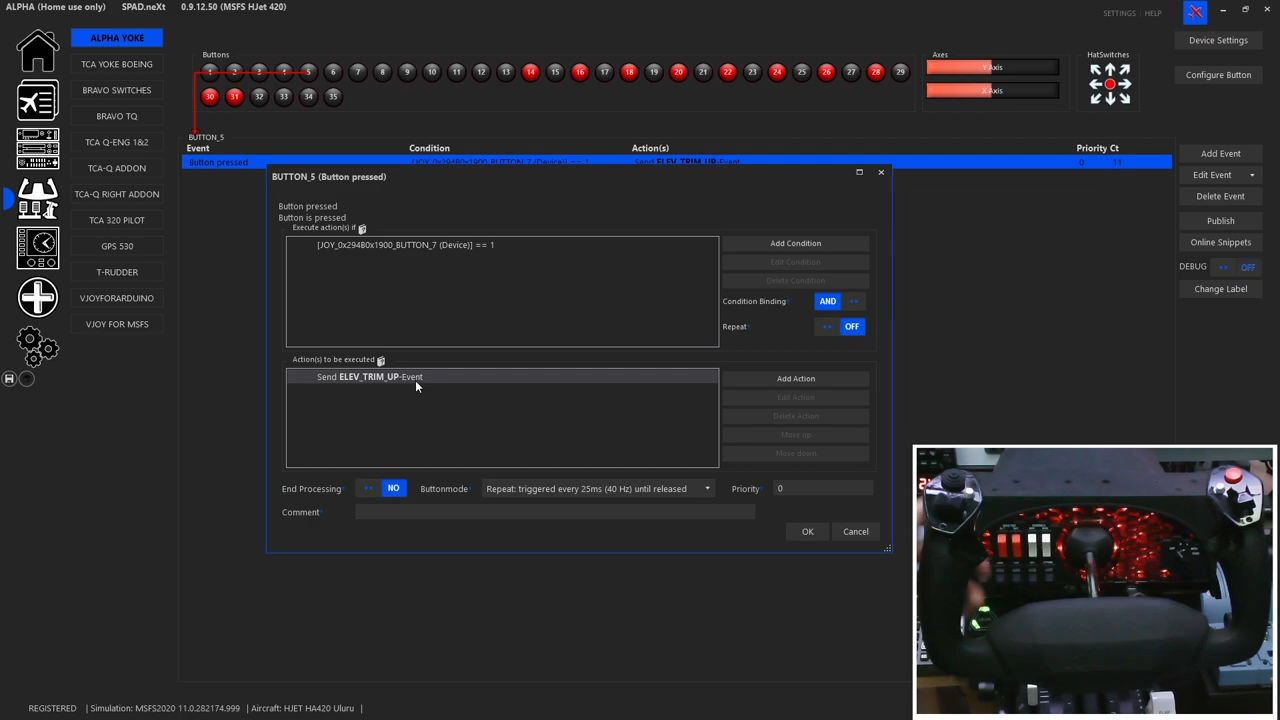 ALPHA (Home use only) SPAD.neXt 0.9.12.50 (MSFS HJet 420)
SETTINGS | HELP
ALPHA YOKE
TCA YOKE BOEING
BRAVO SWITCHES
BRAVO TQ
TCA Q-ENG 1&2
TCA-Q ADDON
TCA-Q RIGHT ADDON
TCA 320 PILOT
GPS 530
T-RUDDER
VJOYFORARDUINO
VJOY FOR MSFS
Buttons
1 2 3 4 5 6 7 8 9 10 11 12 13 14 15 16 17 18 19 20 21 22 23 24 25 26 27 28 29
30 31 32 33 34 35
Axes
Y Axis
X Axis
HatSwitches
Device Settings
Configure Button
BUTTON_5
Event Condition Action(s) Priority Ct
Button pressed [JOY_0x294B0x1900_BUTTON_7 (Device)] == 1 Send ELEV_TRIM_UP-Event 0 11
Add Event
Edit Event
Delete Event
Publish
Online Snippets
DEBUG OFF
Change Label
BUTTON_5 (Button pressed)
Button pressed
Button is pressed
Execute action(s) if
[JOY_0x294B0x1900_BUTTON_7 (Device)] == 1
Add Condition
Edit Condition
Delete Condition
Condition Binding AND
Repeat OFF
Action(s) to be executed
Send ELEV_TRIM_UP-Event
Add Action
Edit Action
Delete Action
Move up
Move down
End Processing NO Buttonmode Repeat: triggered every 25ms (40 Hz) until released Priority 0
Comment
OK Cancel
REGISTERED | Simulation: MSFS2020 11.0.282174.999 | Aircraft: HJET HA420 Uluru |